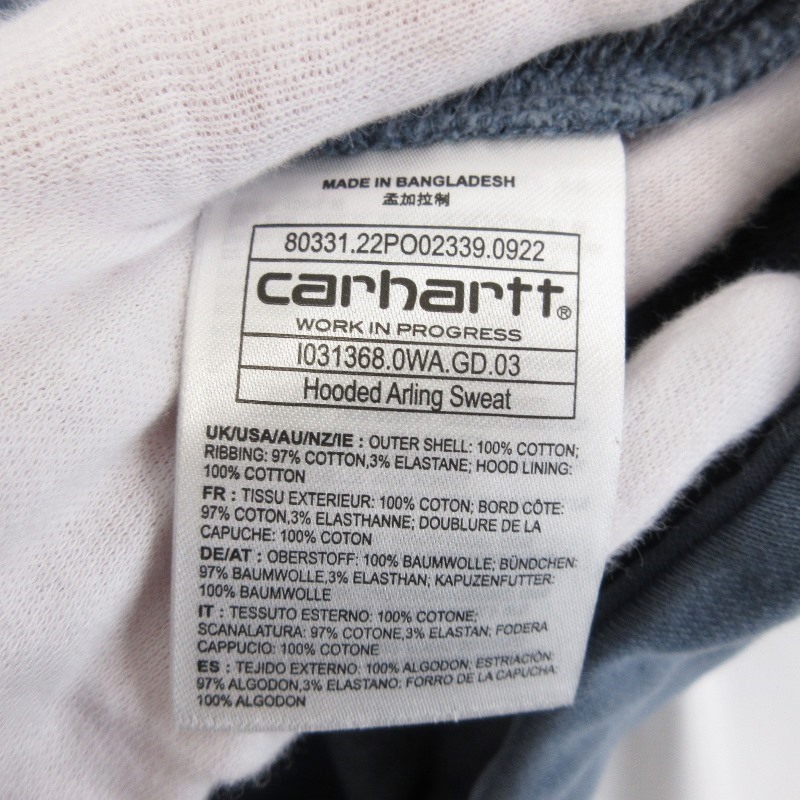 MADE IN BANGLADESH
孟加拉制
80331.22PO02339.0922
carhartt®
WORK IN PROGRESS
I031368.0WA.GD.03
Hooded Arling Sweat
UK/USA/AU/NZ/IE : OUTER SHELL: 100% COTTON;
RIBBING: 97% COTTON,3% ELASTANE; HOOD LINING:
100% COTTON
FR : TISSU EXTERIEUR: 100% COTON; BORD CÔTE:
97% COTON,3% ELASTHANNE; DOUBLURE DE LA
CAPUCHE: 100% COTON
DE/AT : OBERSTOFF: 100% BAUMWOLLE; BÜNDCHEN:
97% BAUMWOLLE,3% ELASTHAN; KAPUZENFUTTER:
100% BAUMWOLLE
IT : TESSUTO ESTERNO: 100% COTONE;
SCANALATURA: 97% COTONE,3% ELASTAN; FODERA
CAPPUCIO: 100% COTONE
ES : TEJIDO EXTERNO: 100% ALGODON; ESTRIACIÓN:
97% ALGODON,3% ELASTANO: FORRO DE LA CAPUCHA:
100% ALGODON